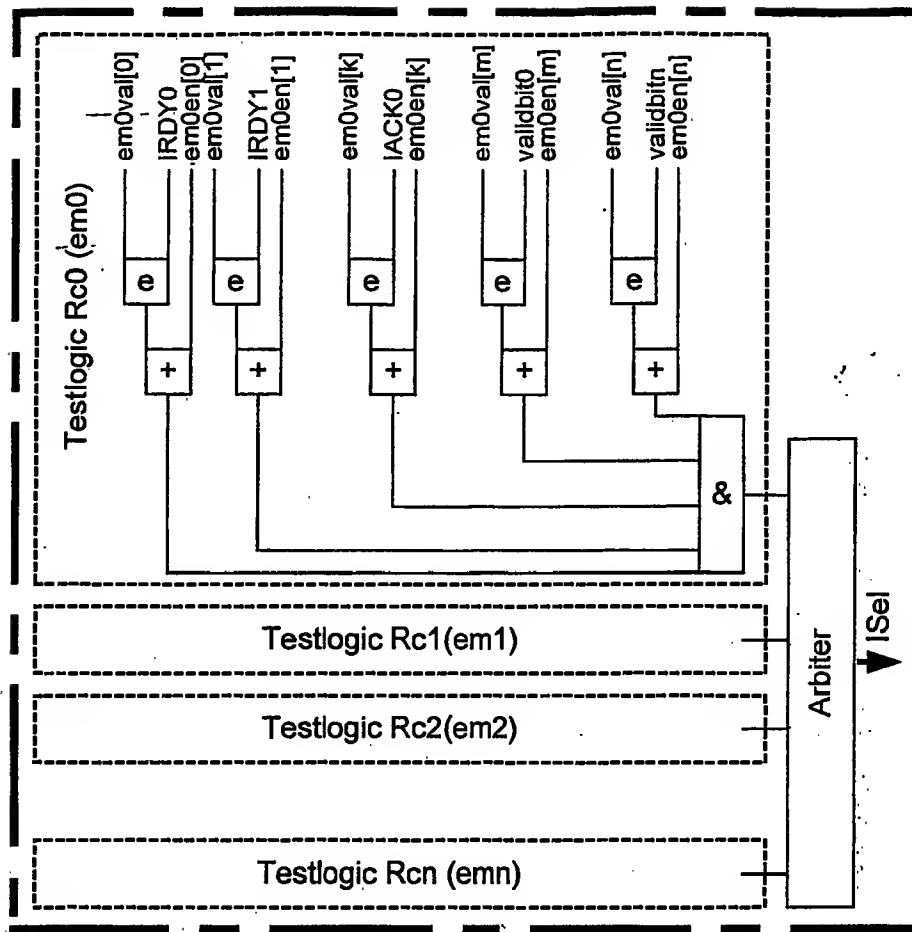 em0val[0]
IRDY0
em0en[0]
em0val[1]
IRDY1
em0en[1]
em0val[k]
IACK0
em0en[k]
em0val[m]
validbit0
em0en[m]
em0val[n]
validbitn
em0en[n]
Testlogic Rc0 (em0)
e
e
e
e
e
+
+
+
+
+
&
Testlogic Rc1(em1)
Testlogic Rc2(em2)
Testlogic Rcn (emn)
Arbiter
ISel